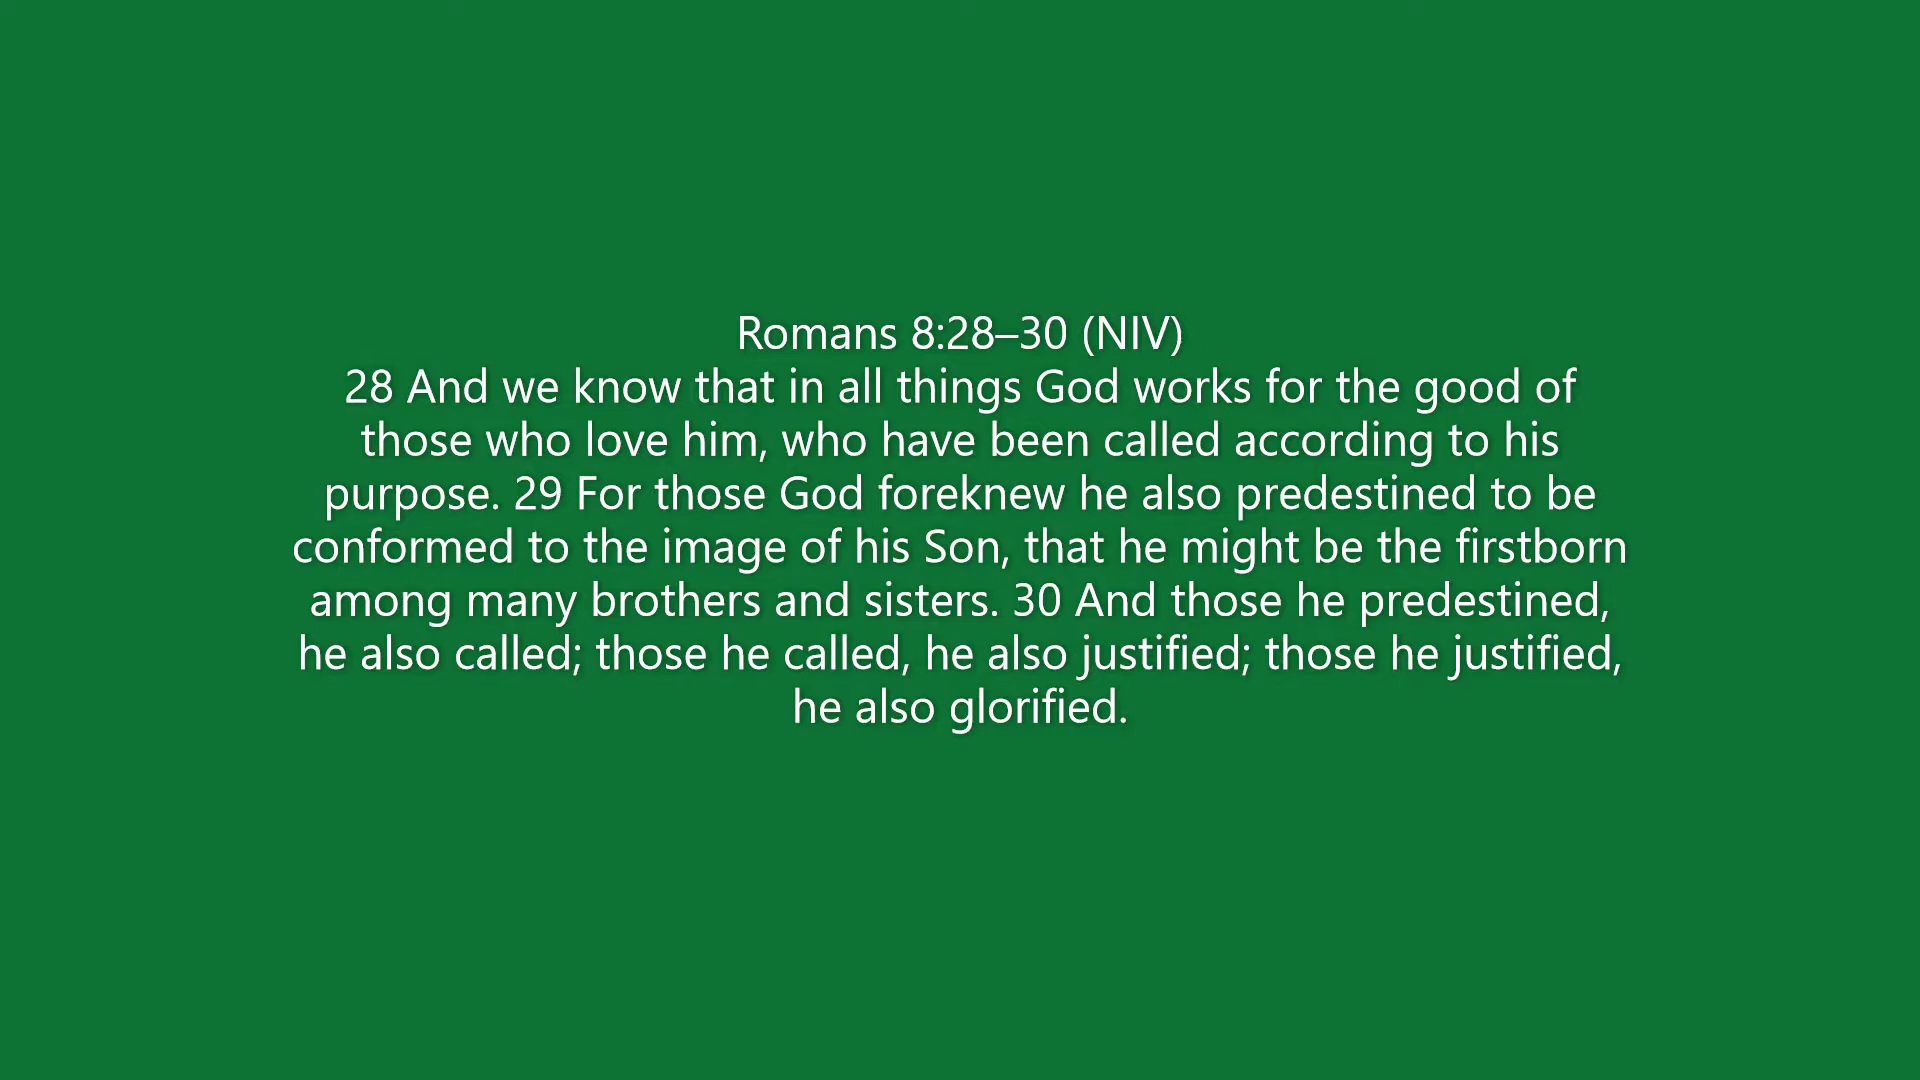 Romans 8:28–30 (NIV)
28 And we know that in all things God works for the good of
those who love him, who have been called according to his
purpose. 29 For those God foreknew he also predestined to be
conformed to the image of his Son, that he might be the firstborn
among many brothers and sisters. 30 And those he predestined,
he also called; those he called, he also justified; those he justified,
he also glorified.